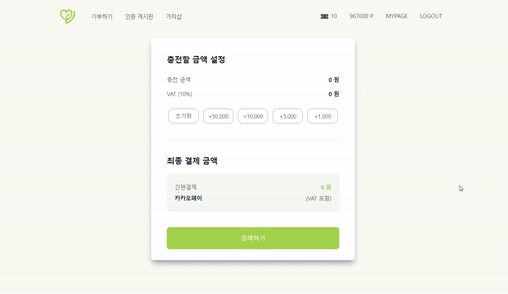 기부하기 인증 게시판 가치샵 10 967000 P MYPAGE LOGOUT
충전할 금액 설정
충전 금액 0 원
VAT (10%) 0 원
초기화 +50,000 +10,000 +5,000 +1,000
최종 결제 금액
간편결제 0 원
카카오페이 (VAT 포함)
결제하기